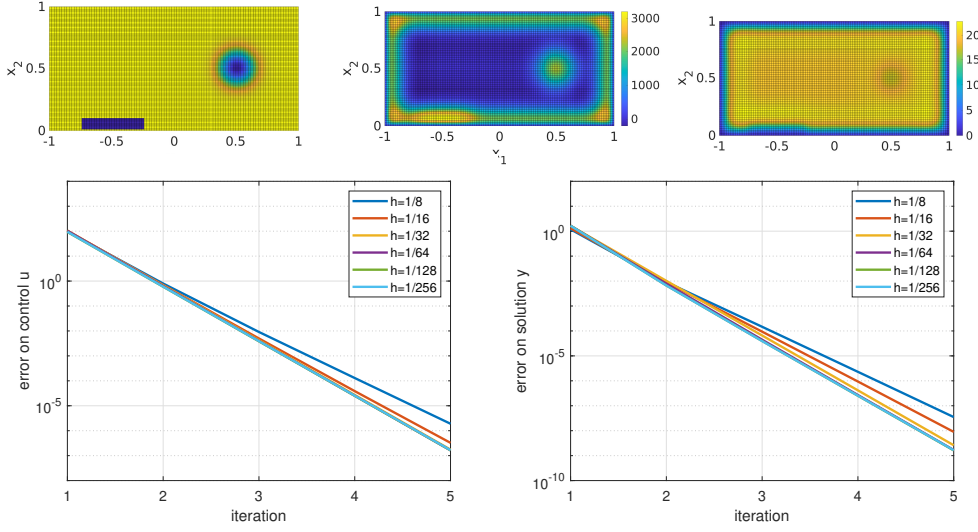 1
x2
0.5
0
-1 -0.5 0 0.5 1
1
x2
0.5
0
-1 -0.5 0 0.5 1
3000
2000
1000
0
1
x2
0.5
0
-1 -0.5 0 0.5 1
20
15
10
5
0
error on control u
10^0
10^-5
1 2 3 4 5
iteration
h=1/8
h=1/16
h=1/32
h=1/64
h=1/128
h=1/256
error on solution y
10^0
10^-5
10^-10
1 2 3 4 5
iteration
h=1/8
h=1/16
h=1/32
h=1/64
h=1/128
h=1/256